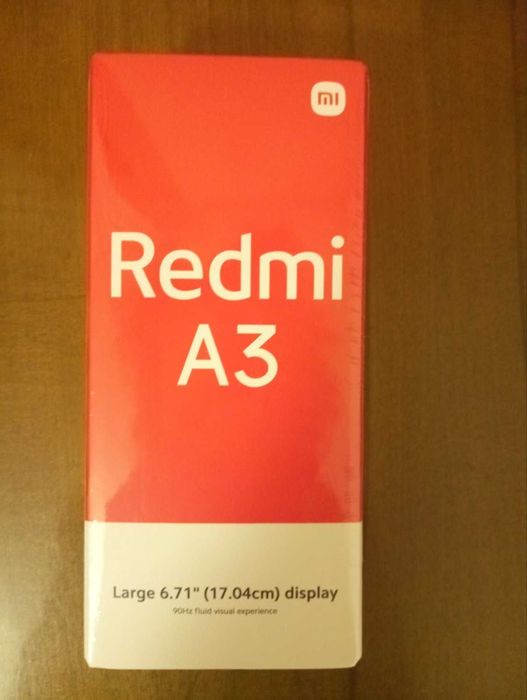 mi
Redmi
A3
Large 6.71" (17.04cm) display
90Hz fluid visual experience